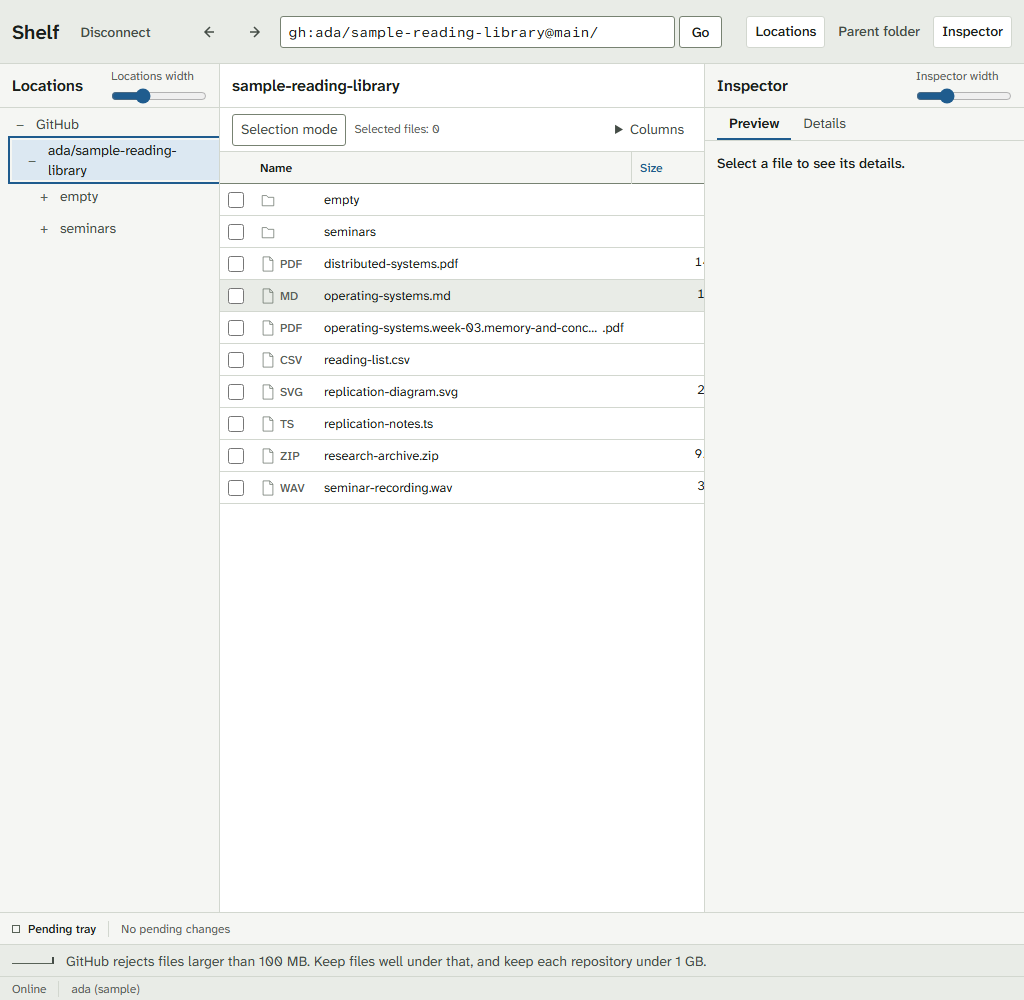 Shelf Disconnect ← → gh:ada/sample-reading-library@main/ Go Locations Parent folder Inspector
Locations Locations width
− GitHub
− ada/sample-reading-
library
+ empty
+ seminars
sample-reading-library
Selection mode Selected files: 0 ▶ Columns
Name Size
empty
seminars
PDF distributed-systems.pdf 1
MD operating-systems.md 1
PDF operating-systems.week-03.memory-and-conc… .pdf
CSV reading-list.csv
SVG replication-diagram.svg 2
TS replication-notes.ts
ZIP research-archive.zip 9
WAV seminar-recording.wav 3
Inspector Inspector width
Preview Details
Select a file to see its details.
Pending tray No pending changes
GitHub rejects files larger than 100 MB. Keep files well under that, and keep each repository under 1 GB.
Online ada (sample)